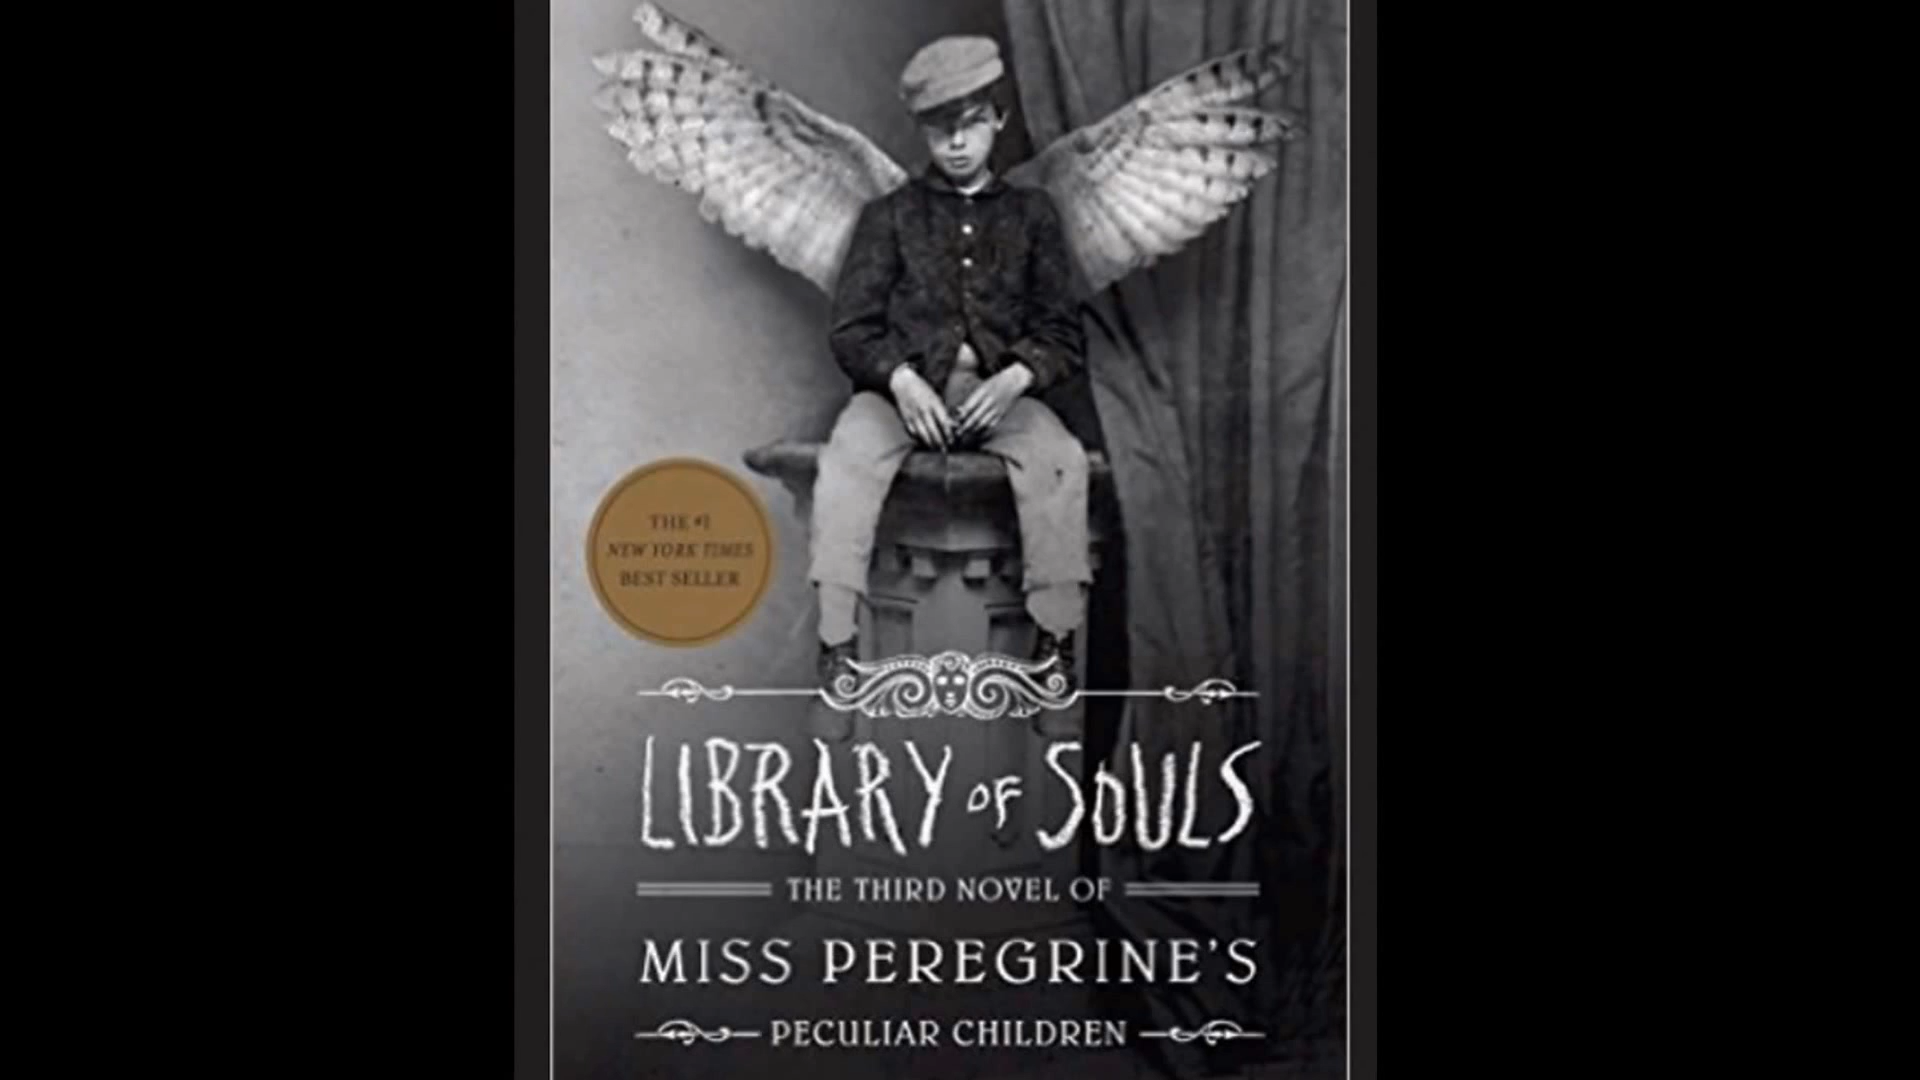 THE #1
NEW YORK TIMES
BEST SELLER
LIBRARY OF SOULS
THE THIRD NOVEL OF
MISS PEREGRINE'S
PECULIAR CHILDREN